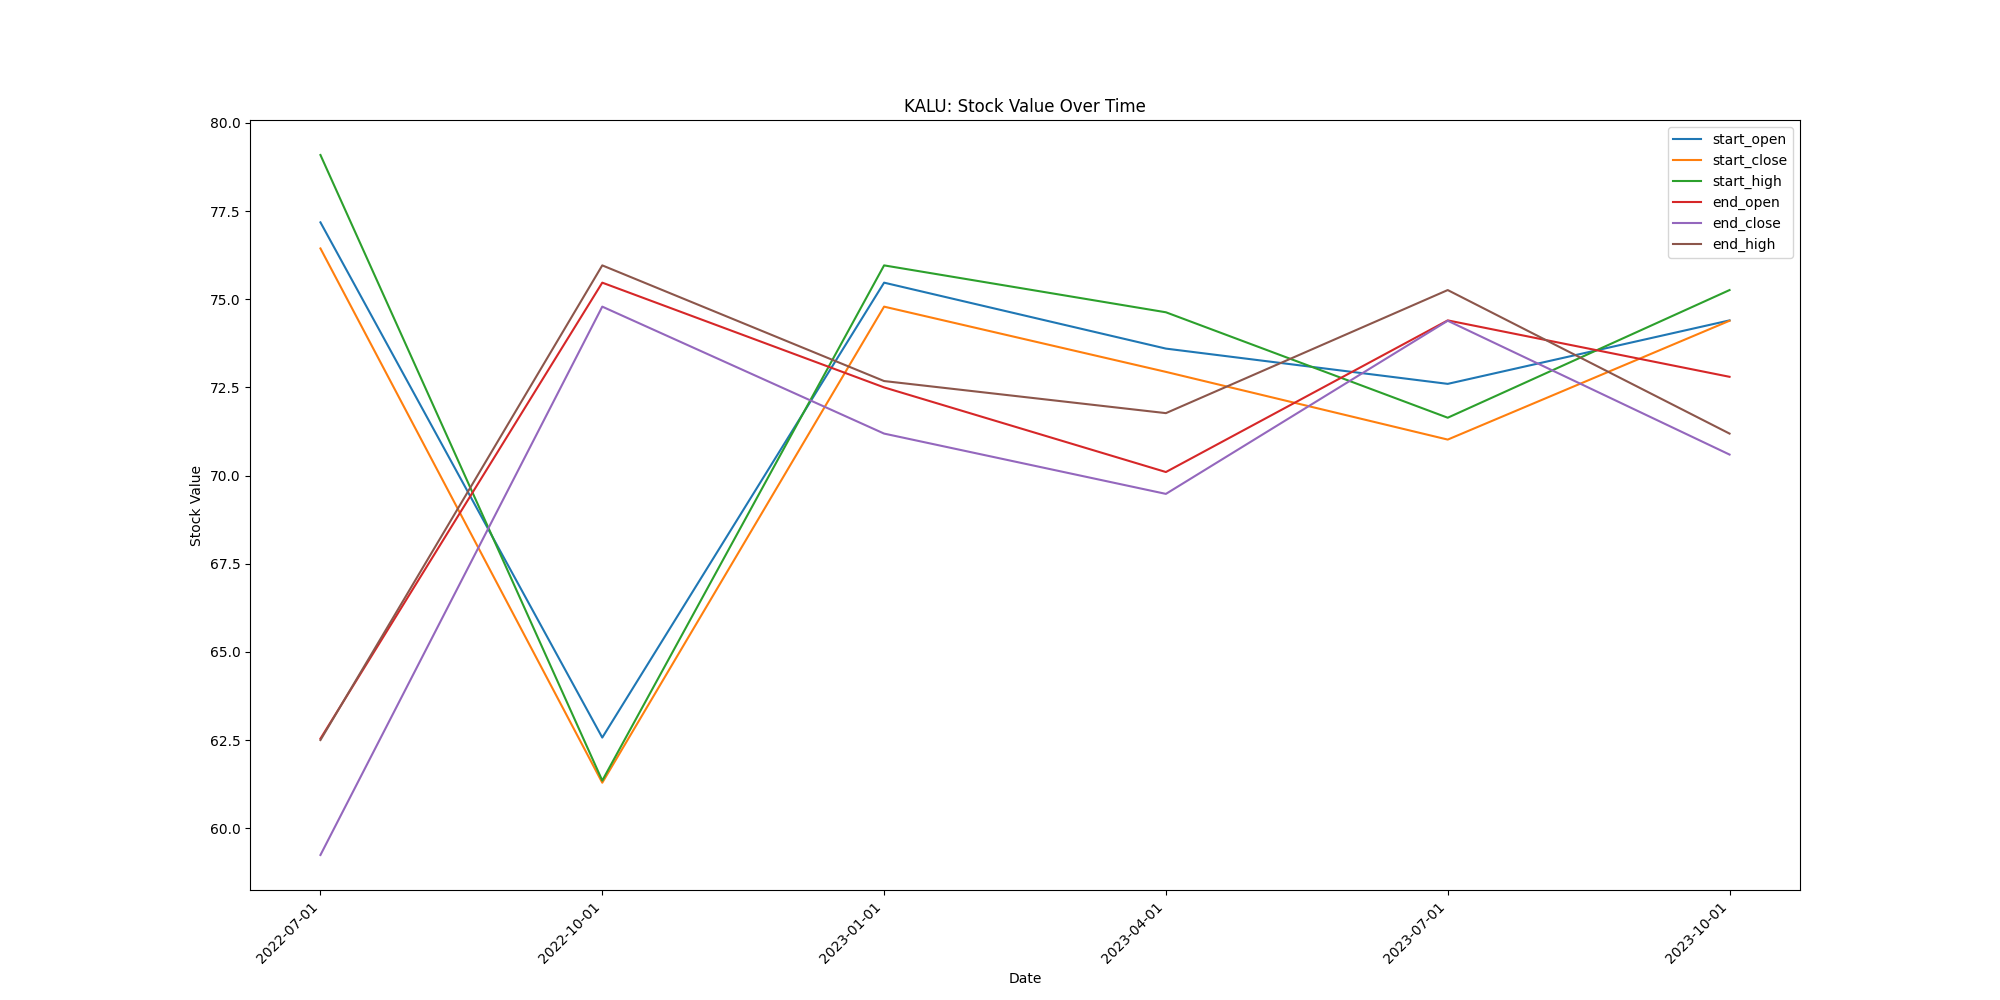 KALU: Stock Value Over Time
80.0
77.5
75.0
72.5
70.0
67.5
65.0
62.5
60.0
Stock Value
start_open
start_close
start_high
end_open
end_close
end_high
2022-07-01
2022-10-01
2023-01-01
2023-04-01
2023-07-01
2023-10-01
Date